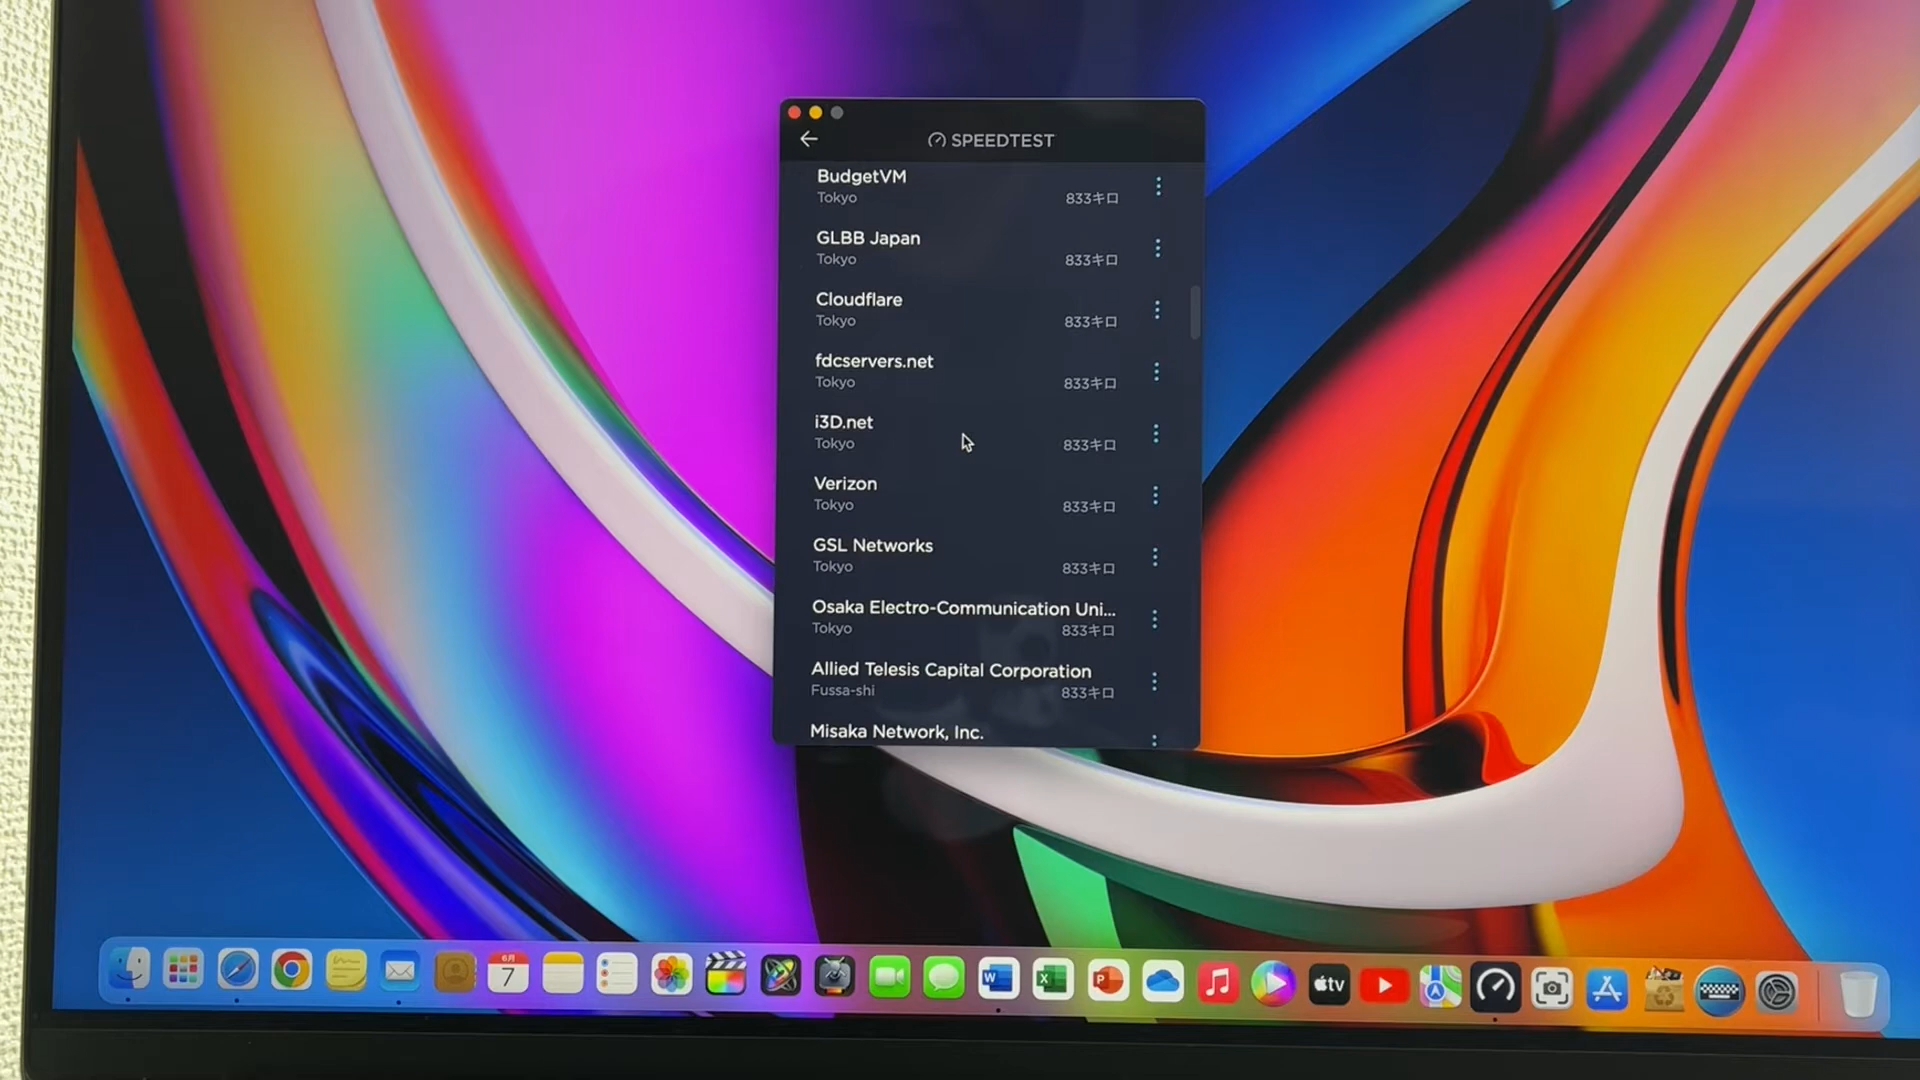 SPEEDTEST
BudgetVM
Tokyo
833キロ
GLBB Japan
Tokyo
833キロ
Cloudflare
Tokyo
833キロ
fdcservers.net
Tokyo
833キロ
i3D.net
Tokyo
833キロ
Verizon
Tokyo
833キロ
GSL Networks
Tokyo
833キロ
Osaka Electro-Communication Uni...
Tokyo
833キロ
Allied Telesis Capital Corporation
Fussa-shi
833キロ
Misaka Network, Inc.
6月
7
W
X
P
tv